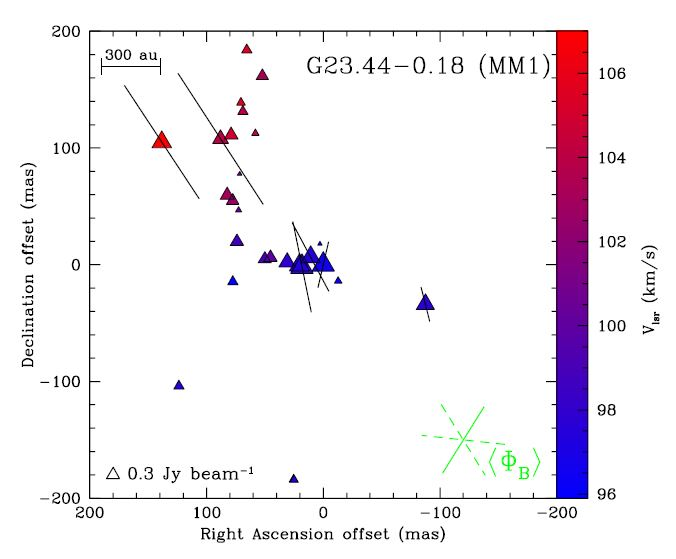 G23.44−0.18 (MM1)
300 au
△ 0.3 Jy beam⁻¹
⟨Φ_B⟩
200
100
0
−100
−200
Declination offset (mas)
200 100 0 −100 −200
Right Ascension offset (mas)
106
104
102
100
98
96
V_lsr (km/s)